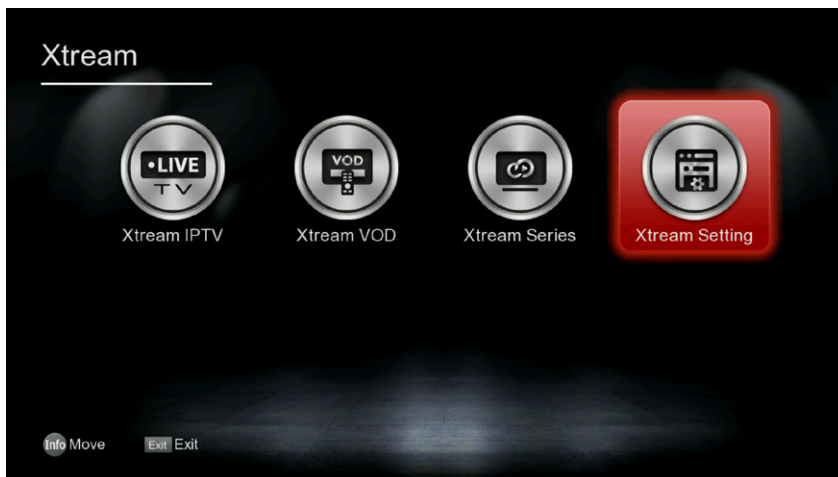 Xtream
•LIVE
TV
VOD
Xtream IPTV
Xtream VOD
Xtream Series
Xtream Setting
Info Move
Exit Exit